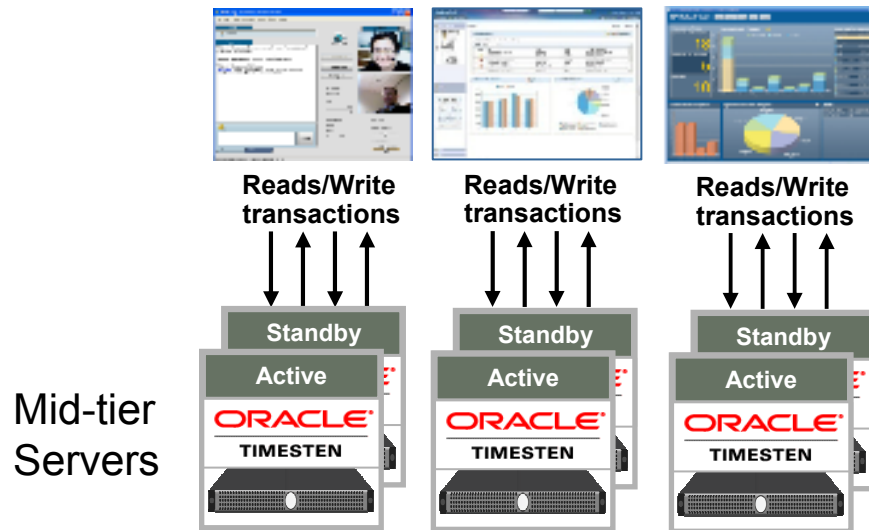 Reads/Write
transactions
Reads/Write
transactions
Reads/Write
transactions
Standby
Standby
Standby
Active
Active
Active
ORACLE
TIMESTEN
ORACLE
TIMESTEN
ORACLE
TIMESTEN
Mid-tier
Servers